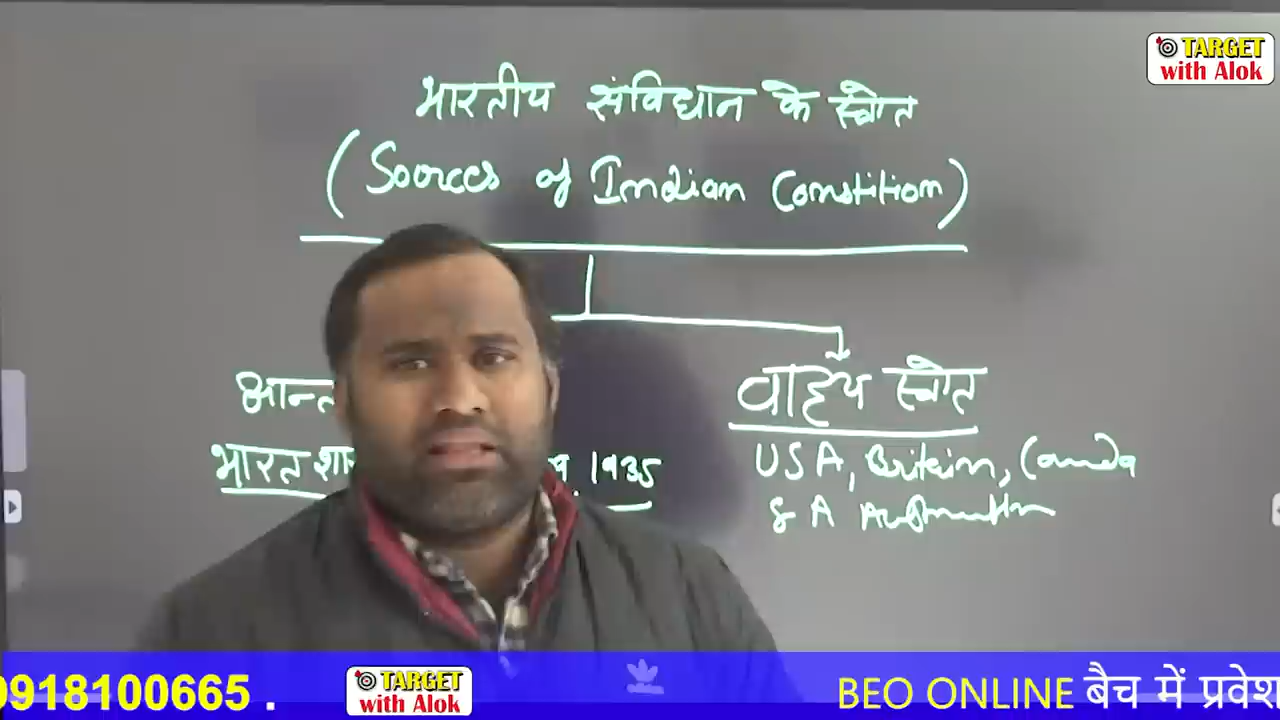 TARGET
with Alok
भारतीय संविधान के स्त्रोत
(Sources of Indian Constition)
वाह्य स्त्रोत
भारत शा
1935
USA, Britain, Canada
S A
0918100665 .
TARGET
with Alok
BEO ONLINE बैच में प्रवेश